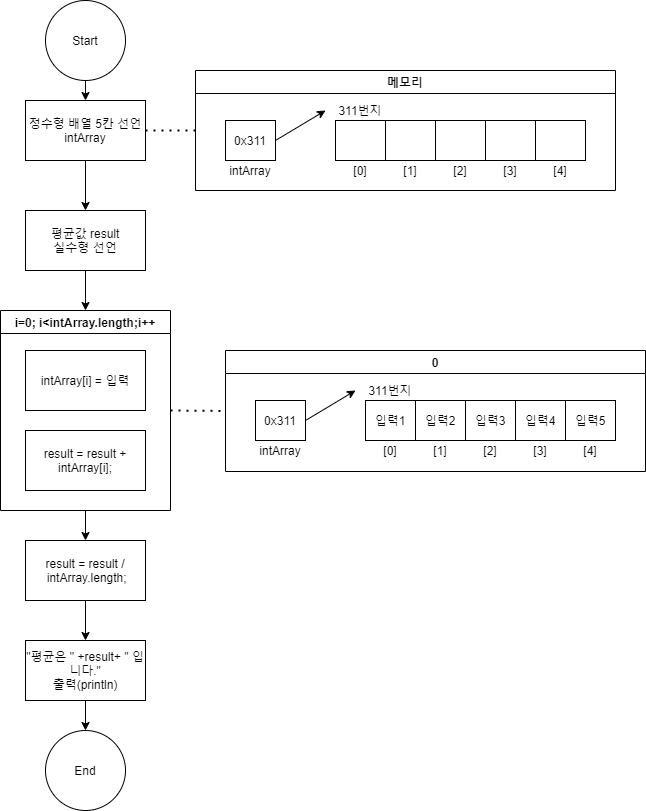 Start
정수형 배열 5칸 선언
intArray
메모리
311번지
0x311
intArray
[0] [1] [2] [3] [4]
평균값 result
실수형 선언
i=0; i<intArray.length;i++
intArray[i] = 입력
result = result +
intArray[i];
0
311번지
0x311 입력1 입력2 입력3 입력4 입력5
intArray [0] [1] [2] [3] [4]
result = result /
intArray.length;
"평균은 " +result+ " 입
니다."
출력(println)
End